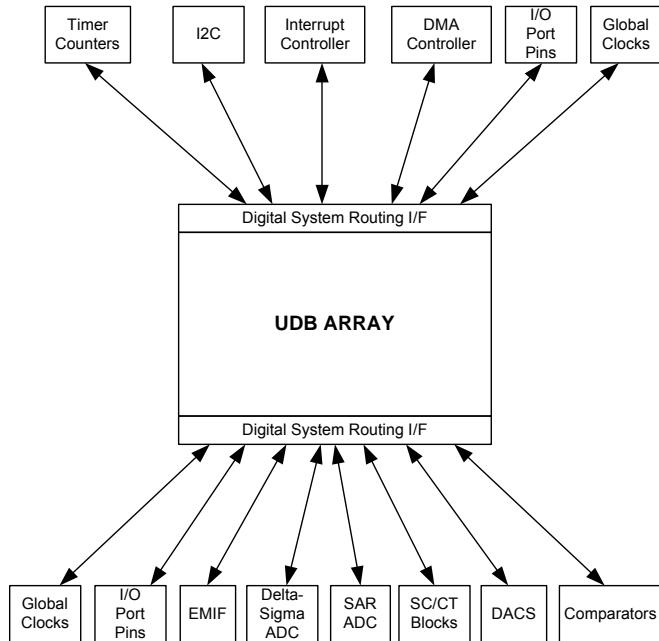 Timer
Counters
I2C
Interrupt
Controller
DMA
Controller
I/O
Port
Pins
Global
Clocks
Digital System Routing I/F
UDB ARRAY
Digital System Routing I/F
Global
Clocks
I/O
Port
Pins
EMIF
Delta-
Sigma
ADC
SAR
ADC
SC/CT
Blocks
DACS
Comparators